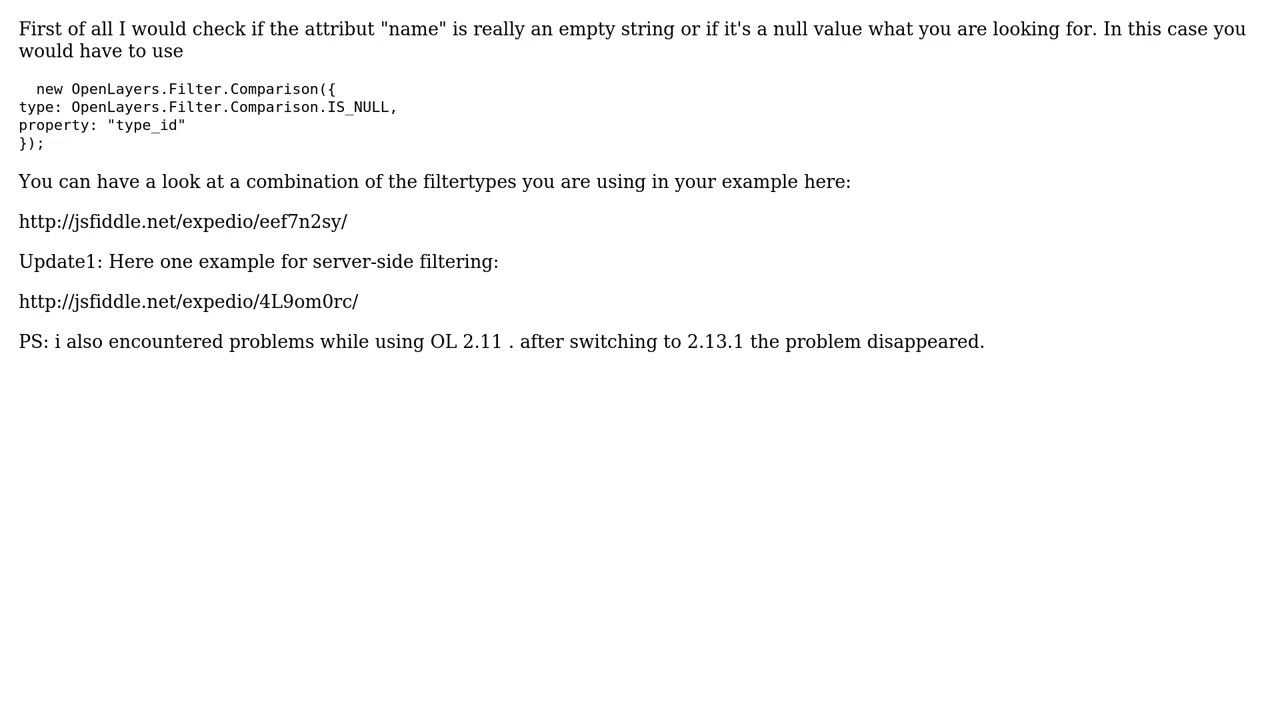 First of all I would check if the attribut "name" is really an empty string or if it's a null value what you are looking for. In this case you
would have to use
new OpenLayers.Filter.Comparison({
type: OpenLayers.Filter.Comparison.IS_NULL,
property: "type_id"
});
You can have a look at a combination of the filtertypes you are using in your example here:
http://jsfiddle.net/expedio/eef7n2sy/
Update1: Here one example for server-side filtering:
http://jsfiddle.net/expedio/4L9om0rc/
PS: i also encountered problems while using OL 2.11 . after switching to 2.13.1 the problem disappeared.